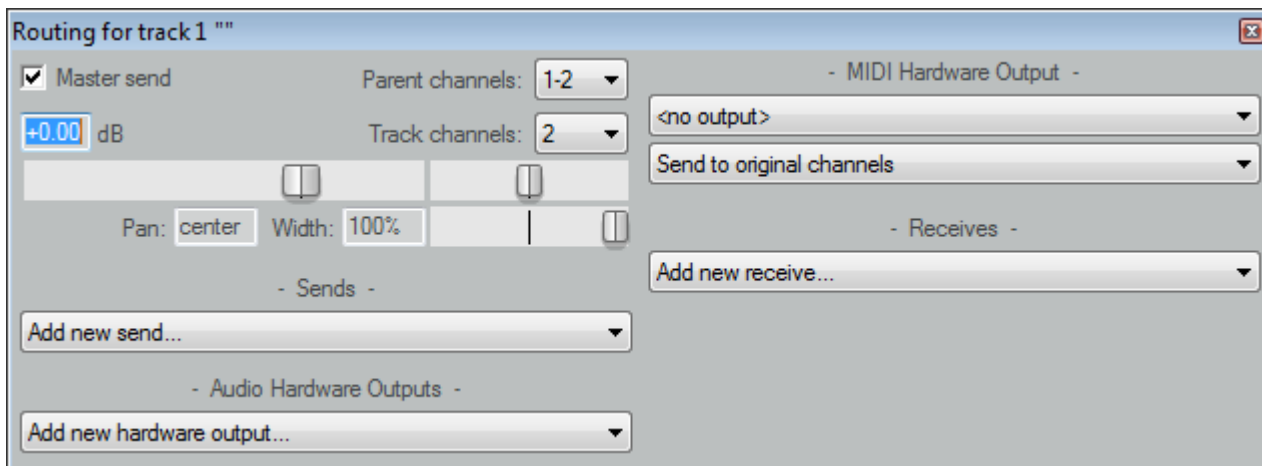 Routing for track 1 ""
Master send
Parent channels: 1-2
+0.00 dB
Track channels: 2
Pan: center Width: 100%
- Sends -
Add new send...
- Audio Hardware Outputs -
Add new hardware output...
- MIDI Hardware Output -
<no output>
Send to original channels
- Receives -
Add new receive...